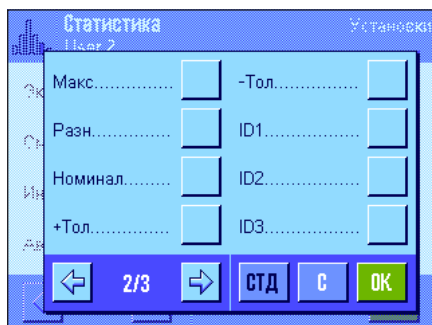 Статистика
Установки
User 2
Макс...............
-Тол...................
Разн................
ID1.....................
Номинал.........
ID2.....................
+Тол.................
ID3.....................
2/3
СТД
C
OK